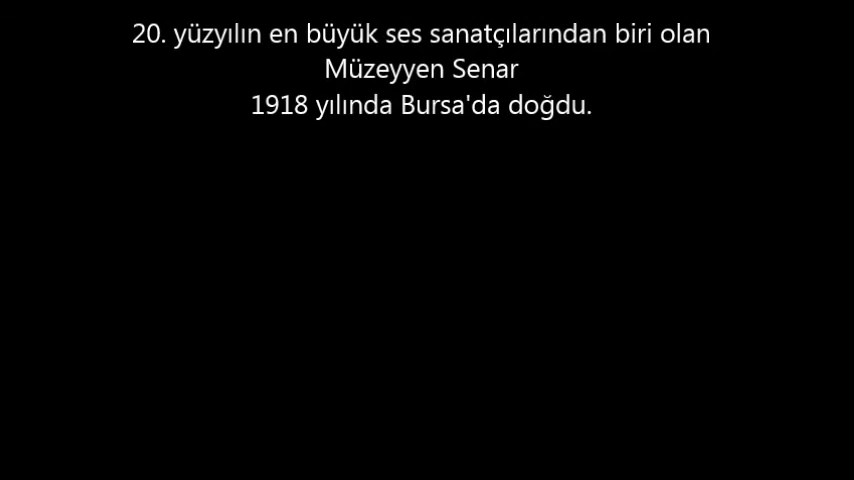 20. yüzyılın en büyük ses sanatçılarından biri olan
Müzeyyen Senar
1918 yılında Bursa'da doğdu.